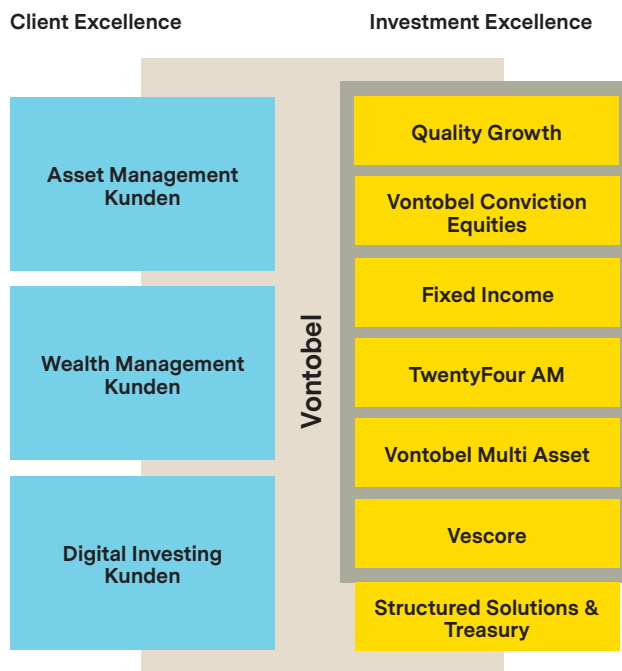 Client Excellence
Asset Management
Kunden
Wealth Management
Kunden
Digital Investing
Kunden
Vontobel
Investment Excellence
Quality Growth
Vontobel Conviction
Equities
Fixed Income
TwentyFour AM
Vontobel Multi Asset
Vescore
Structured Solutions &
Treasury